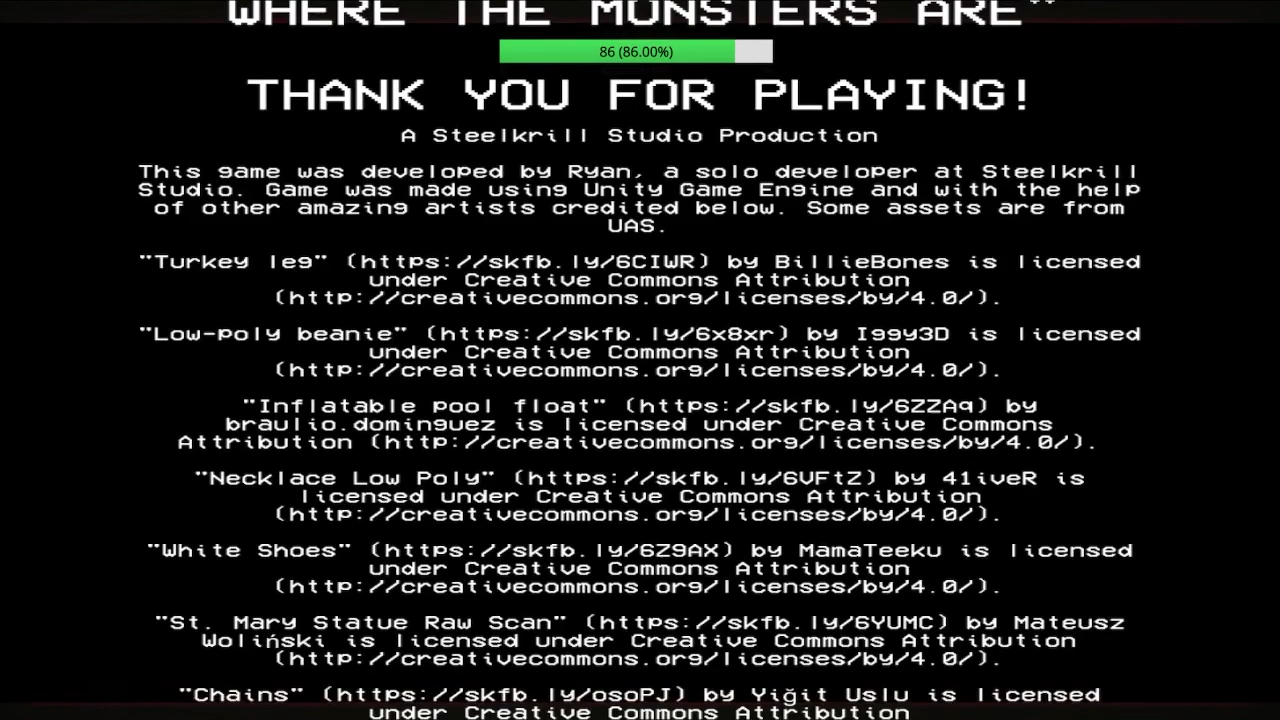 WHERE THE MONSTERS ARE"
86 (86.00%)
THANK YOU FOR PLAYING!
A Steelkrill Studio Production
This game was developed by Ryan, a solo developer at Steelkrill
Studio. Game was made using Unity Game Engine and with the help
of other amazing artists credited below. Some assets are from
UAS.
"Turkey leg" (https://skfb.ly/6CIWR) by BillieBones is licensed
under Creative Commons Attribution
(http://creativecommons.org/licenses/by/4.0/).
"Low-poly beanie" (https://skfb.ly/6x8xr) by Iggy3D is licensed
under Creative Commons Attribution
(http://creativecommons.org/licenses/by/4.0/).
"Inflatable pool float" (https://skfb.ly/6ZZAq) by
braulio.dominguez is licensed under Creative Commons
Attribution (http://creativecommons.org/licenses/by/4.0/).
"Necklace Low Poly" (https://skfb.ly/6VFtZ) by 41iveR is
licensed under Creative Commons Attribution
(http://creativecommons.org/licenses/by/4.0/).
"White Shoes" (https://skfb.ly/6Z9AX) by MamaTeeku is licensed
under Creative Commons Attribution
(http://creativecommons.org/licenses/by/4.0/).
"St. Mary Statue Raw Scan" (https://skfb.ly/6YUMC) by Mateusz
Woliński is licensed under Creative Commons Attribution
(http://creativecommons.org/licenses/by/4.0/).
"Chains" (https://skfb.ly/osoPJ) by Yiğit Uslu is licensed
under Creative Commons Attribution